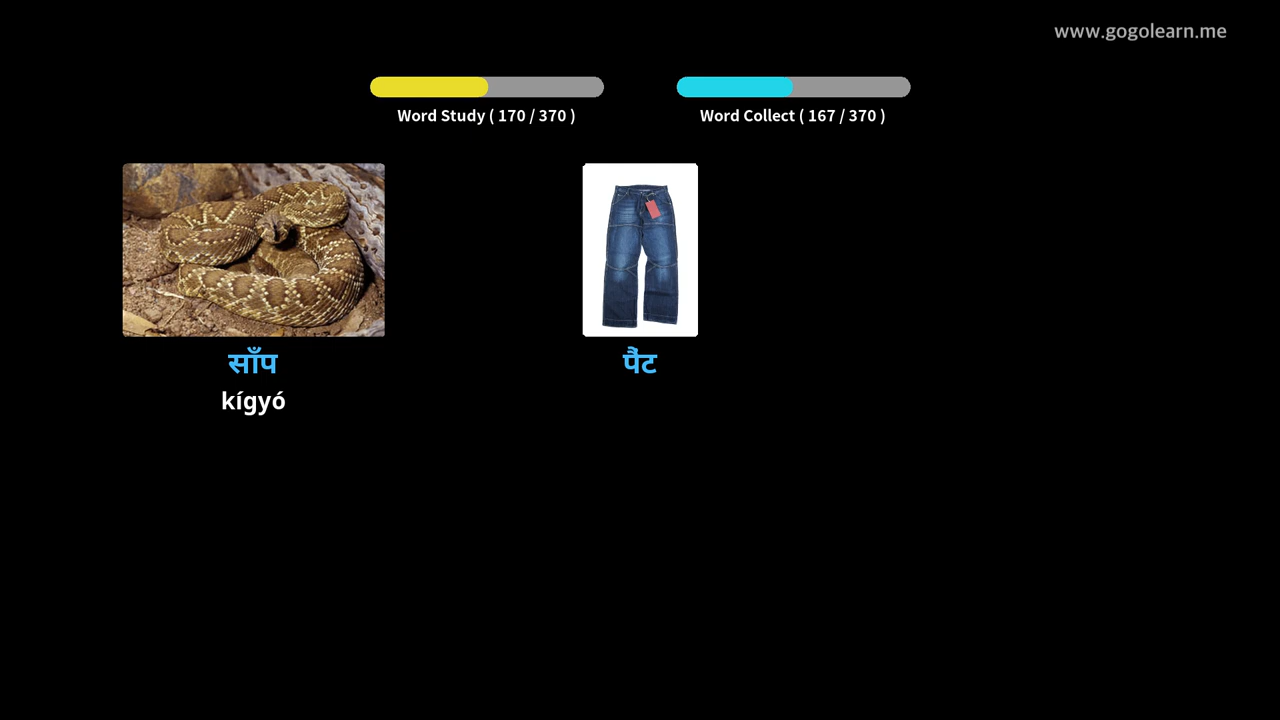 www.gogolearn.me
Word Study ( 170 / 370 )
Word Collect ( 167 / 370 )
साँप
पैंट
kígyó